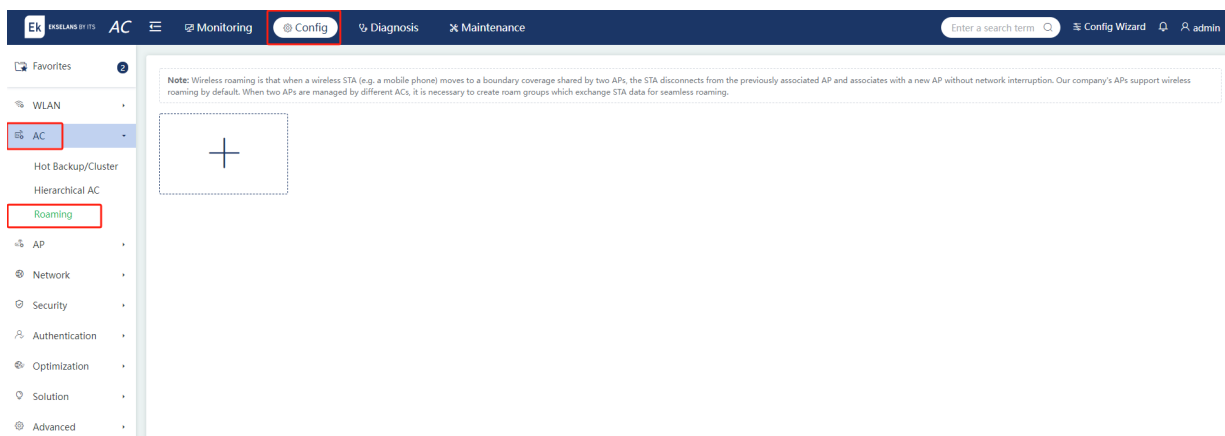 Ek EKSELANS BY ITS AC Monitoring Config Diagnosis Maintenance Enter a search term Config Wizard admin
Favorites 2
Note: Wireless roaming is that when a wireless STA (e.g. a mobile phone) moves to a boundary coverage shared by two APs, the STA disconnects from the previously associated AP and associates with a new AP without network interruption. Our company's APs support wireless
roaming by default. When two APs are managed by different ACs, it is necessary to create roam groups which exchange STA data for seamless roaming.
WLAN
AC
Hot Backup/Cluster
Hierarchical AC
Roaming
AP
Network
Security
Authentication
Optimization
Solution
Advanced